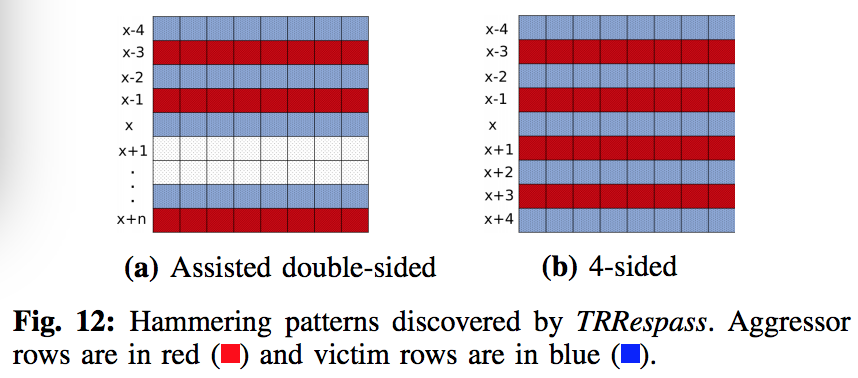 x-4
x-3
x-2
x-1
x
x+1
.
.
.
x+n
(a) Assisted double-sided
x-4
x-3
x-2
x-1
x
x+1
x+2
x+3
x+4
(b) 4-sided
Fig. 12: Hammering patterns discovered by TRRespass. Aggressor
rows are in red ( ) and victim rows are in blue ( ).